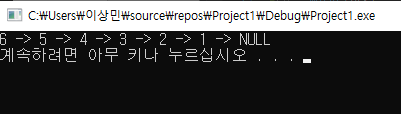 C:\Users\이상민\source\repos\Project1\Debug\Project1.exe
6 -> 5 -> 4 -> 3 -> 2 -> 1 -> NULL
계속하려면 아무 키나 누르십시오 . . .